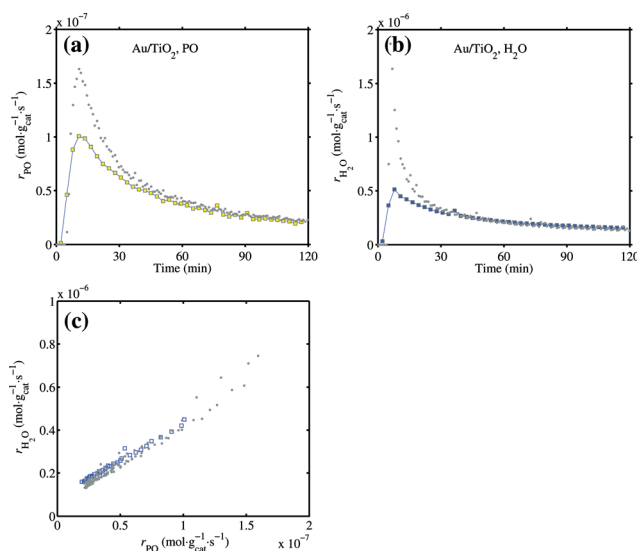 x 10⁻⁷
(a)
Au/TiO₂, PO
2
1.5
1
0.5
0
r_PO (mol·g_cat⁻¹·s⁻¹)
0 30 60 90 120
Time (min)
x 10⁻⁶
(b)
Au/TiO₂, H₂O
2
1.5
1
0.5
0
r_H₂O (mol·g_cat⁻¹·s⁻¹)
0 30 60 90 120
Time (min)
x 10⁻⁶
(c)
1
0.8
0.6
0.4
0.2
0
r_H₂O (mol·g_cat⁻¹·s⁻¹)
0 0.5 1 1.5 2
r_PO (mol·g_cat⁻¹·s⁻¹) x 10⁻⁷